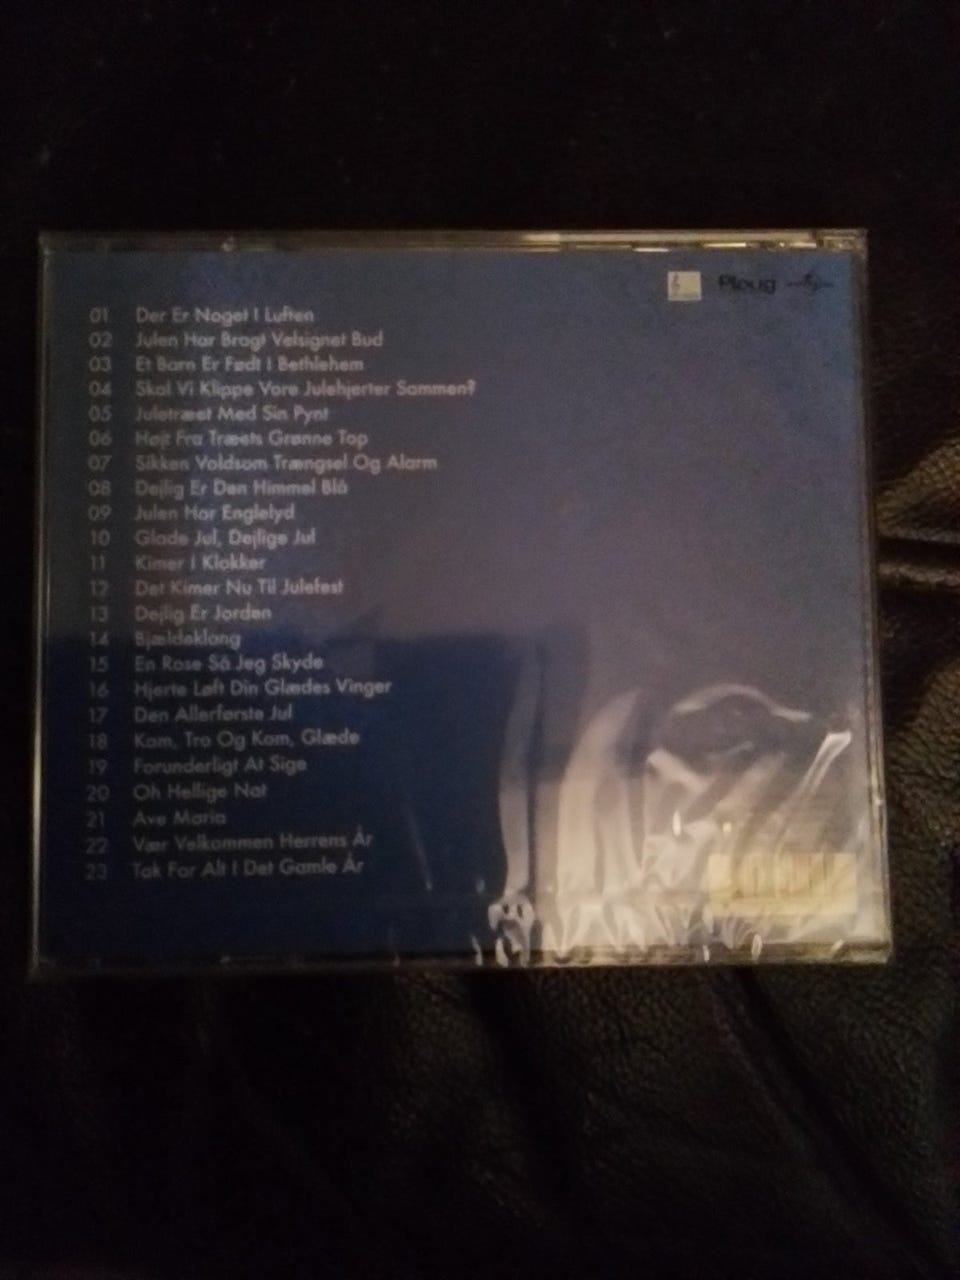 Ploug
01 Der Er Noget I Luften
02 Julen Har Bragt Velsignet Bud
03 Et Barn Er Født I Bethlehem
04 Skal Vi Klippe Vore Julehjerter Sammen?
05 Juletræet Med Sin Pynt
06 Højt Fra Træets Grønne Top
07 Sikken Voldsom Trængsel Og Alarm
08 Dejlig Er Den Himmel Blå
09 Julen Har Englelyd
10 Glade Jul, Dejlige Jul
11 Kimer I Klokker
12 Det Kimer Nu Til Julefest
13 Dejlig Er Jorden
14 Bjældeklang
15 En Rose Så Jeg Skyde
16 Hjerte Løft Din Glædes Vinger
17 Den Allerførste Jul
18 Kom, Tro Og Kom, Glæde
19 Forunderligt At Sige
20 Oh Hellige Nat
21 Ave Maria
22 Vær Velkommen Herrens År
23 Tak For Alt I Det Gamle År